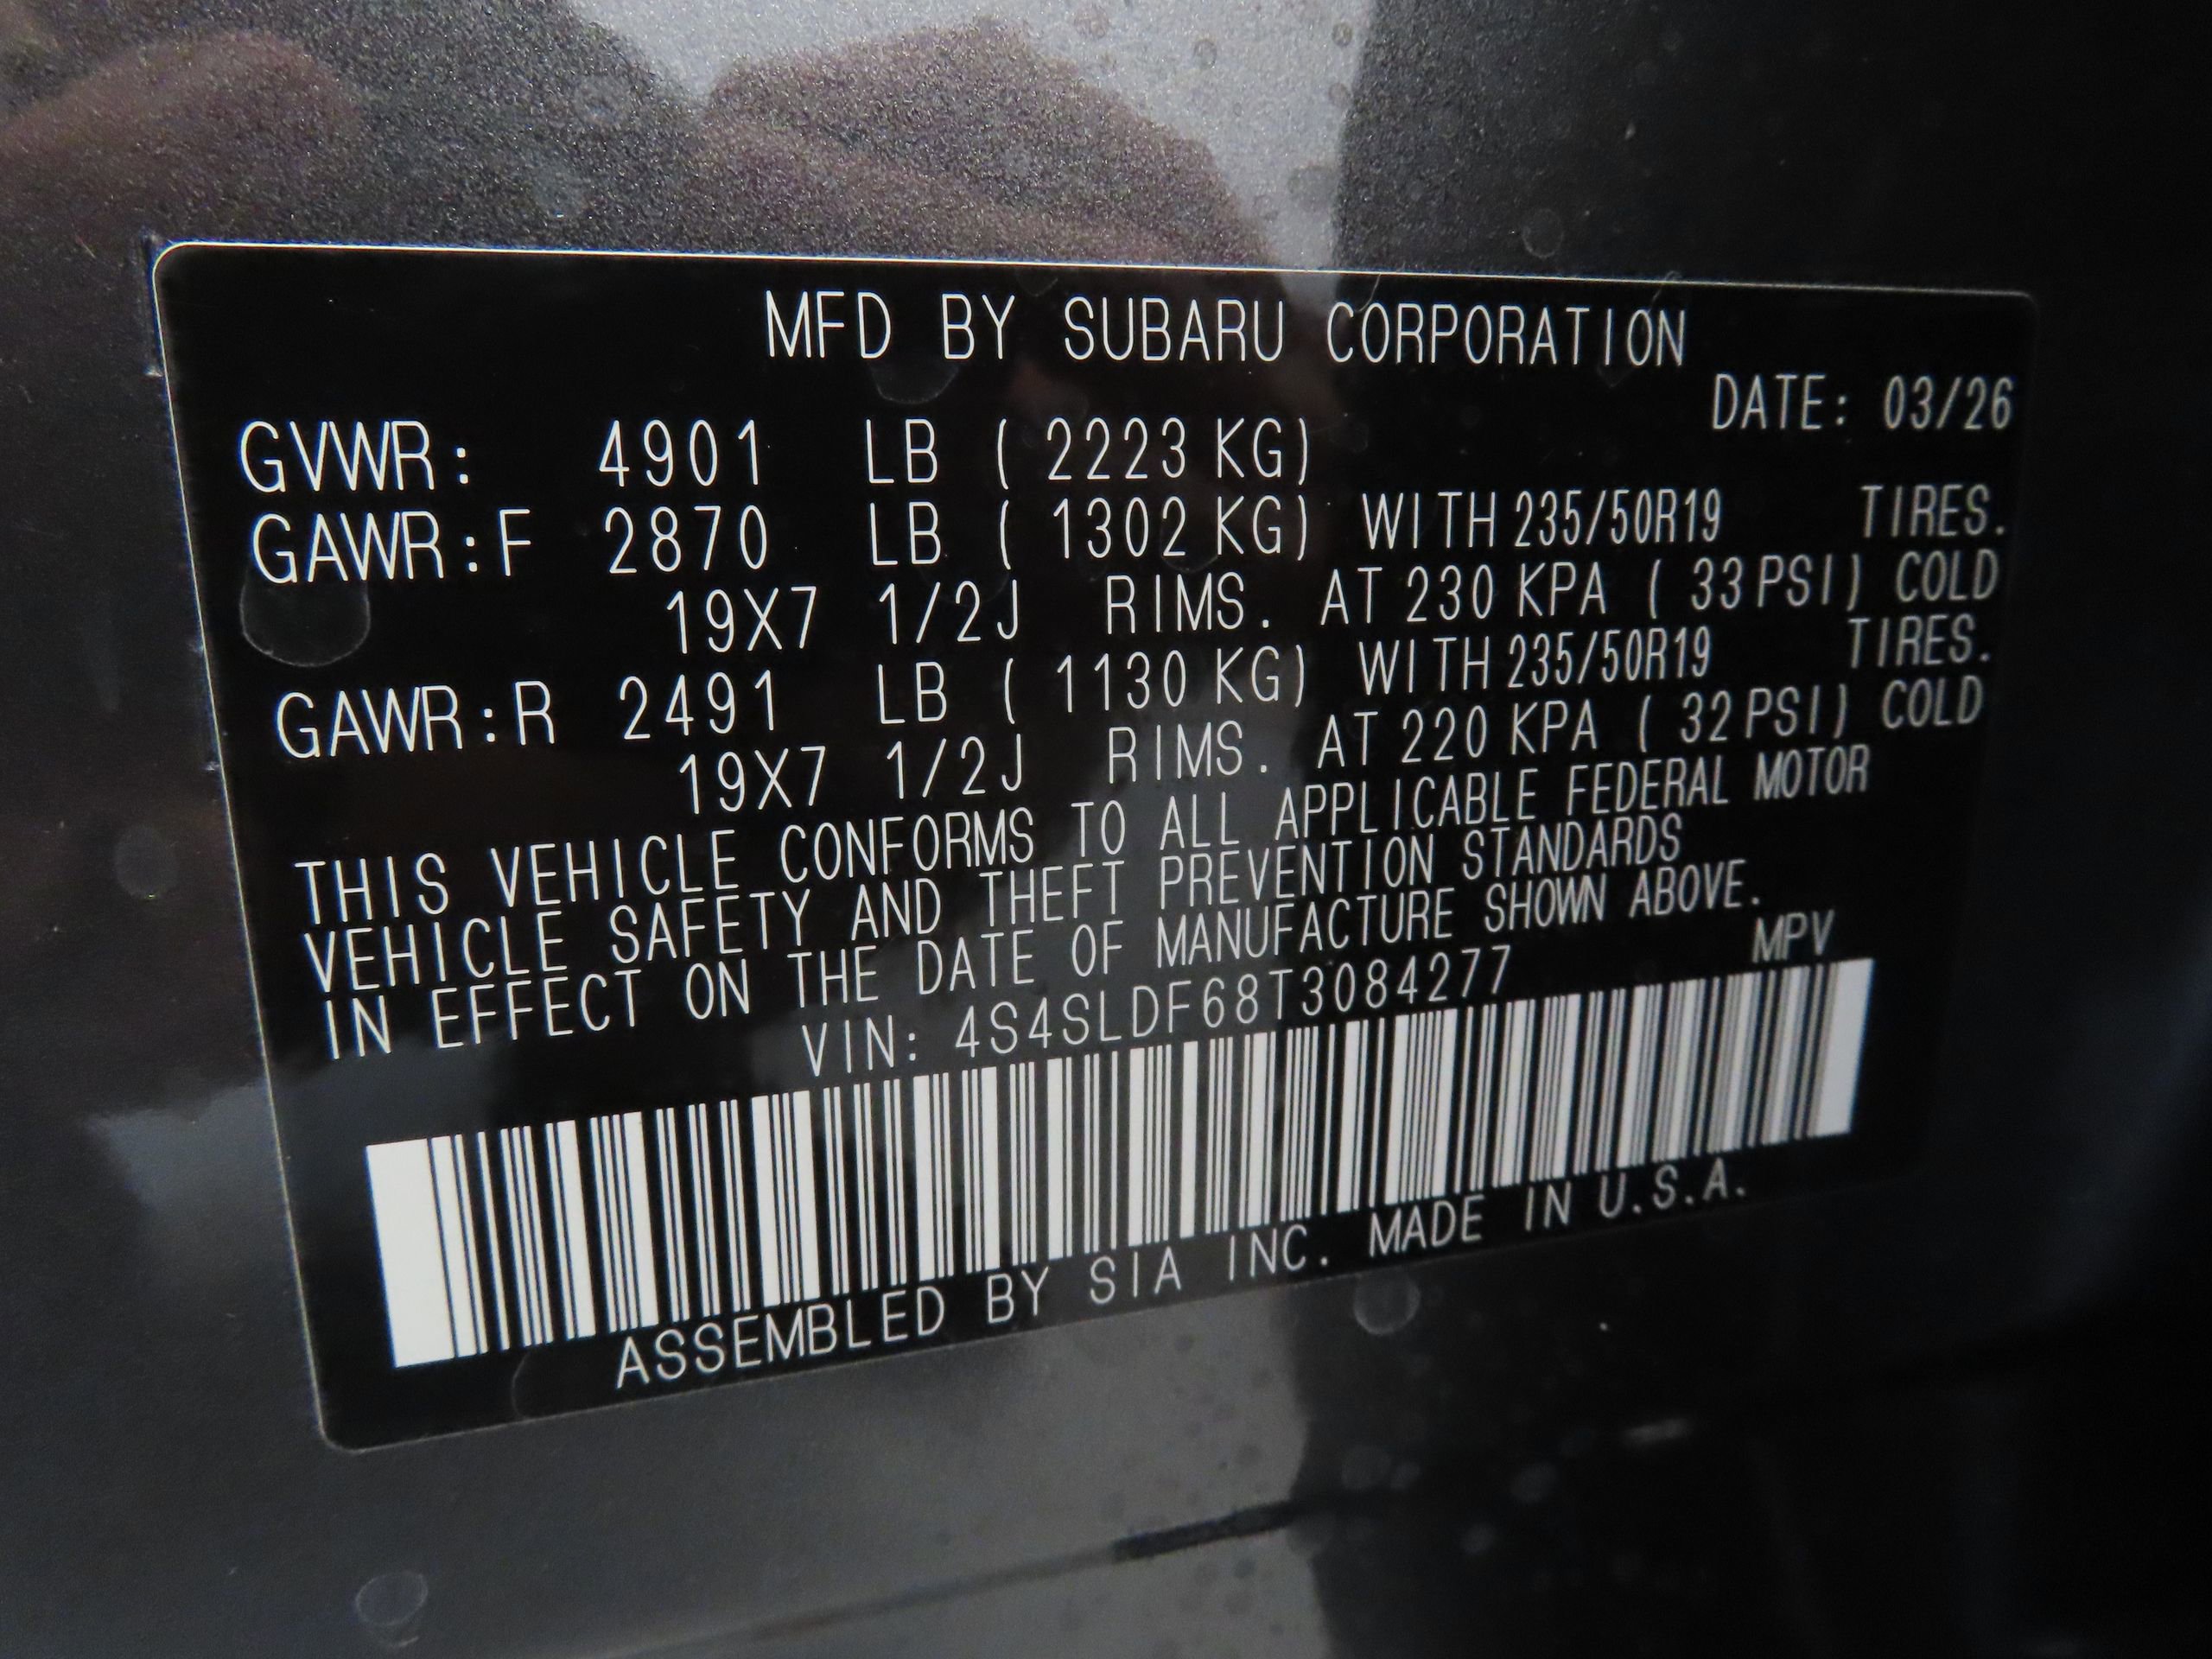 MFD BY SUBARU CORPORATION
DATE: 03/26
GVWR: 4901 LB ( 2223 KG)
GAWR:F 2870 LB ( 1302 KG) WITH 235/50R19 TIRES.
19X7 1/2J RIMS. AT 230 KPA ( 33 PSI) COLD
GAWR:R 2491 LB ( 1130 KG) WITH 235/50R19 TIRES.
19X7 1/2J RIMS. AT 220 KPA ( 32 PSI) COLD
THIS VEHICLE CONFORMS TO ALL APPLICABLE FEDERAL MOTOR
VEHICLE SAFETY AND THEFT PREVENTION STANDARDS
IN EFFECT ON THE DATE OF MANUFACTURE SHOWN ABOVE.
VIN: 4S4SLDF68T3084277 MPV
ASSEMBLED BY SIA INC. MADE IN U.S.A.